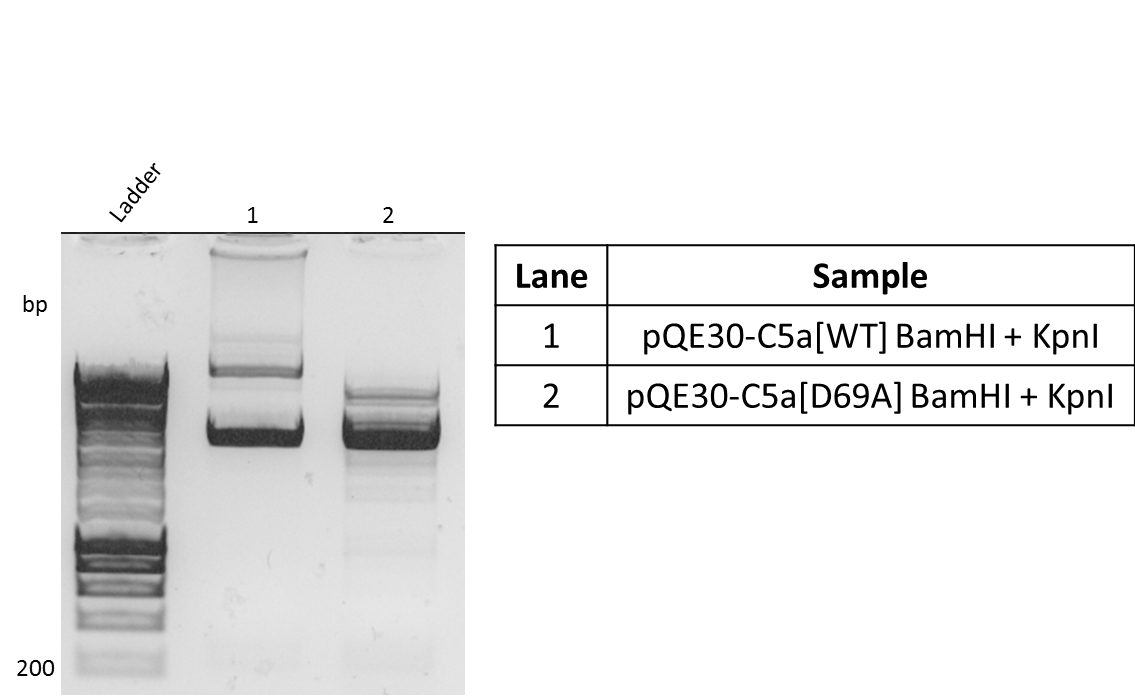 Ladder
1
2
bp
200
Lane Sample
1 pQE30-C5a[WT] BamHI + KpnI
2 pQE30-C5a[D69A] BamHI + KpnI